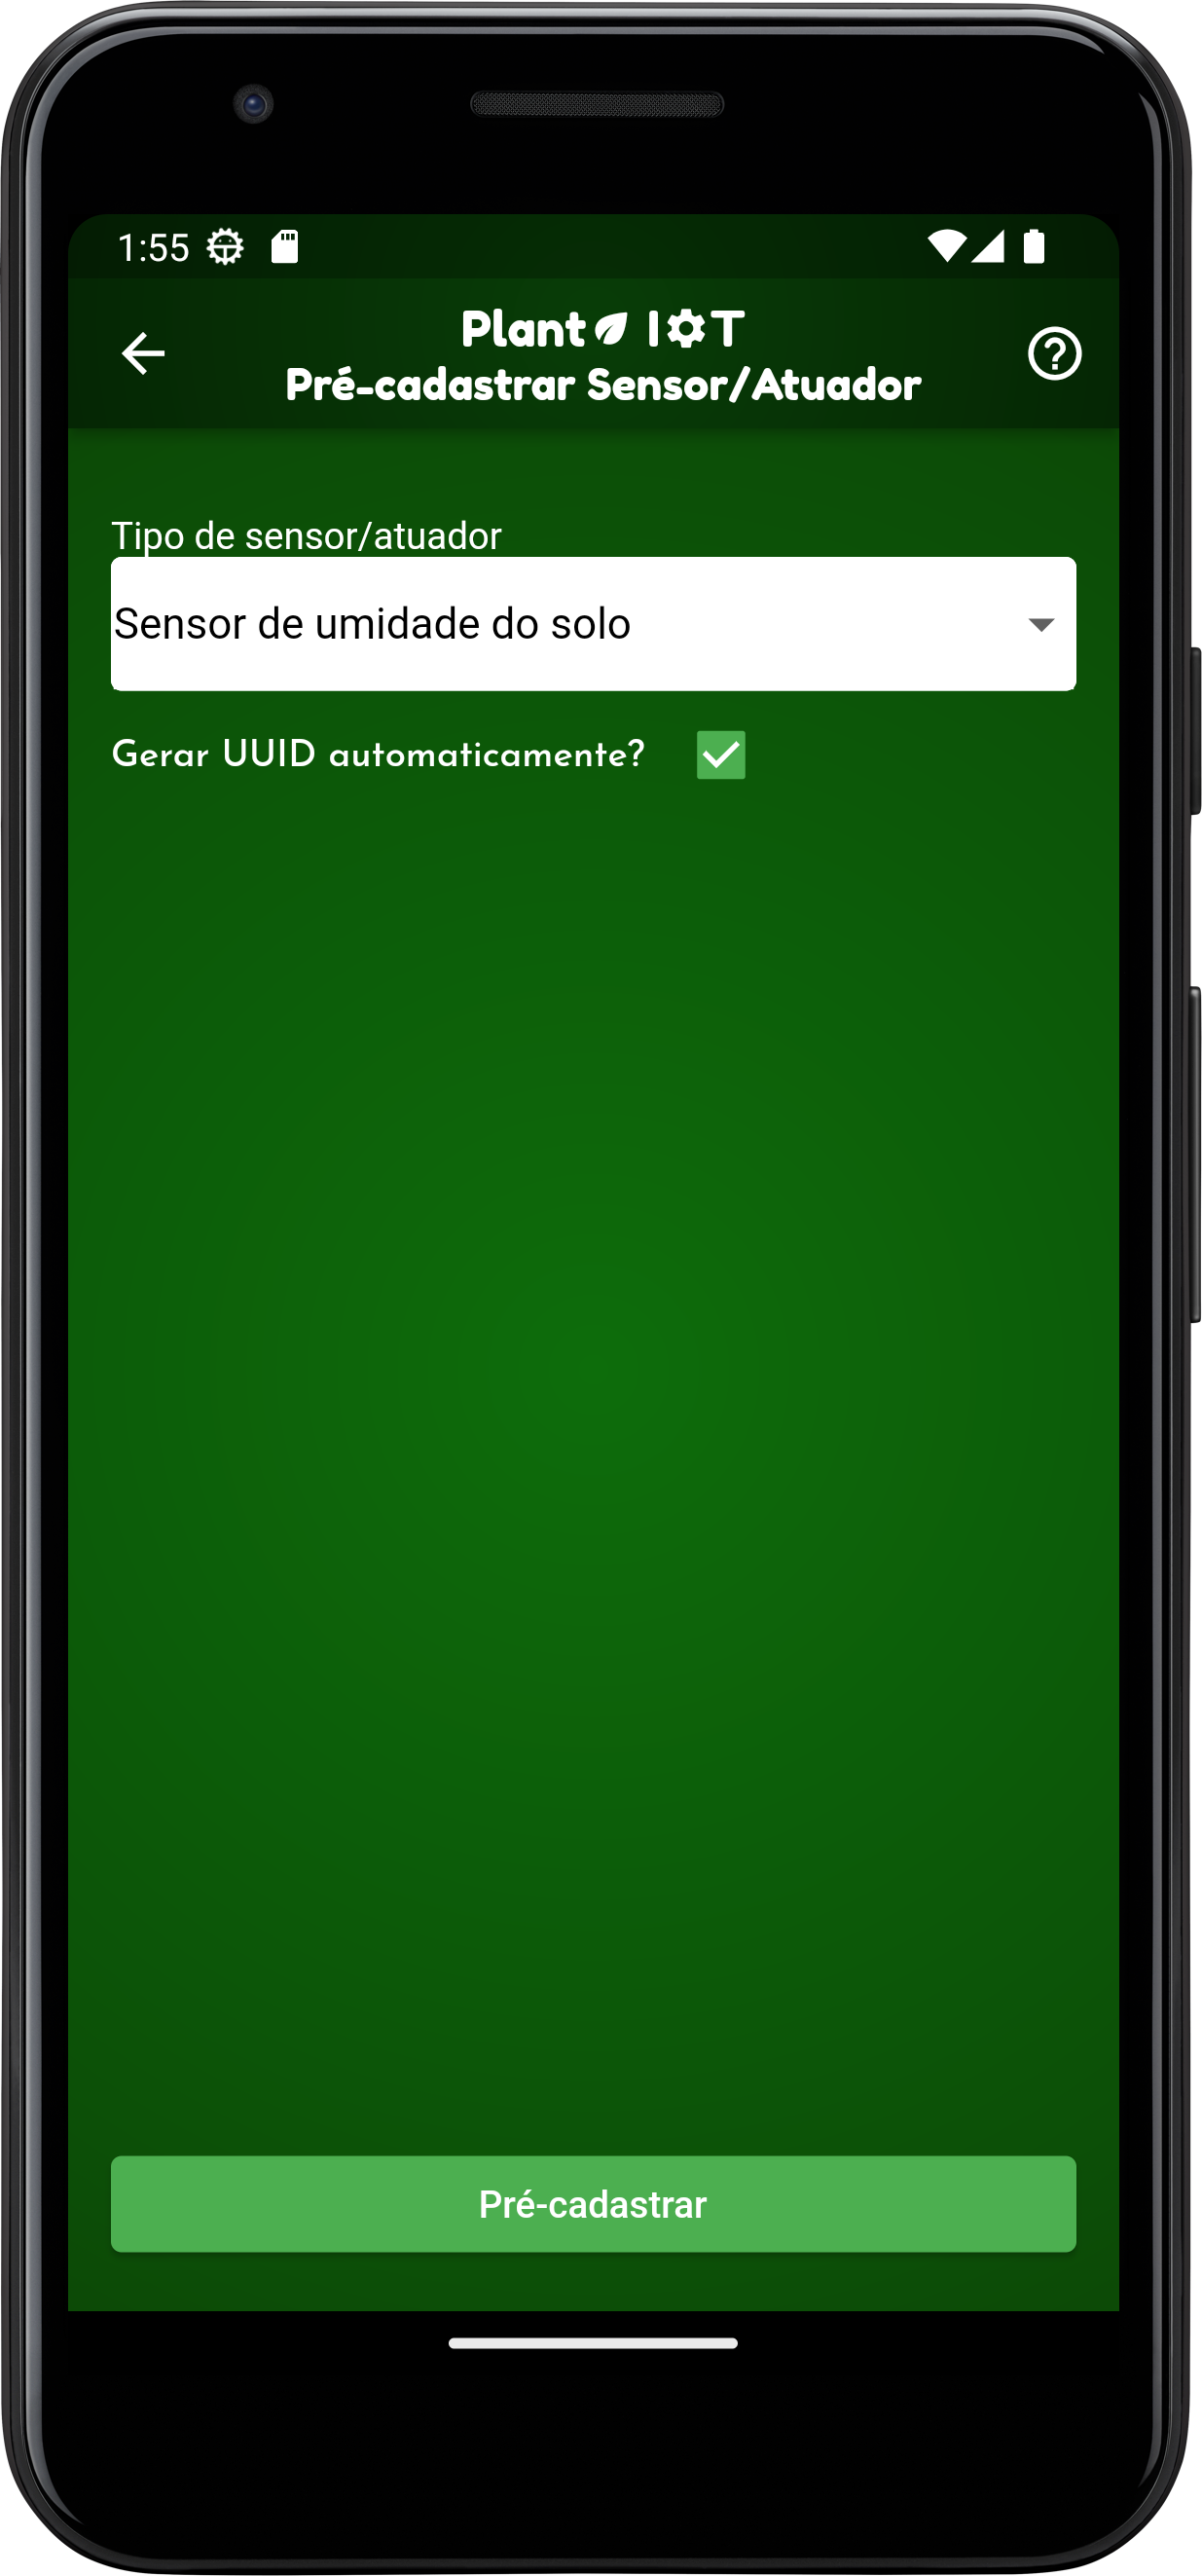 1:55
Plant IOT
Pré-cadastrar Sensor/Atuador
Tipo de sensor/atuador
Sensor de umidade do solo
Gerar UUID automaticamente?
Pré-cadastrar